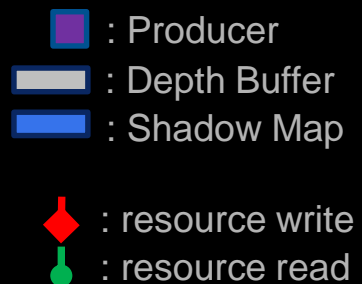 : Producer
: Depth Buffer
: Shadow Map
: resource write
: resource read